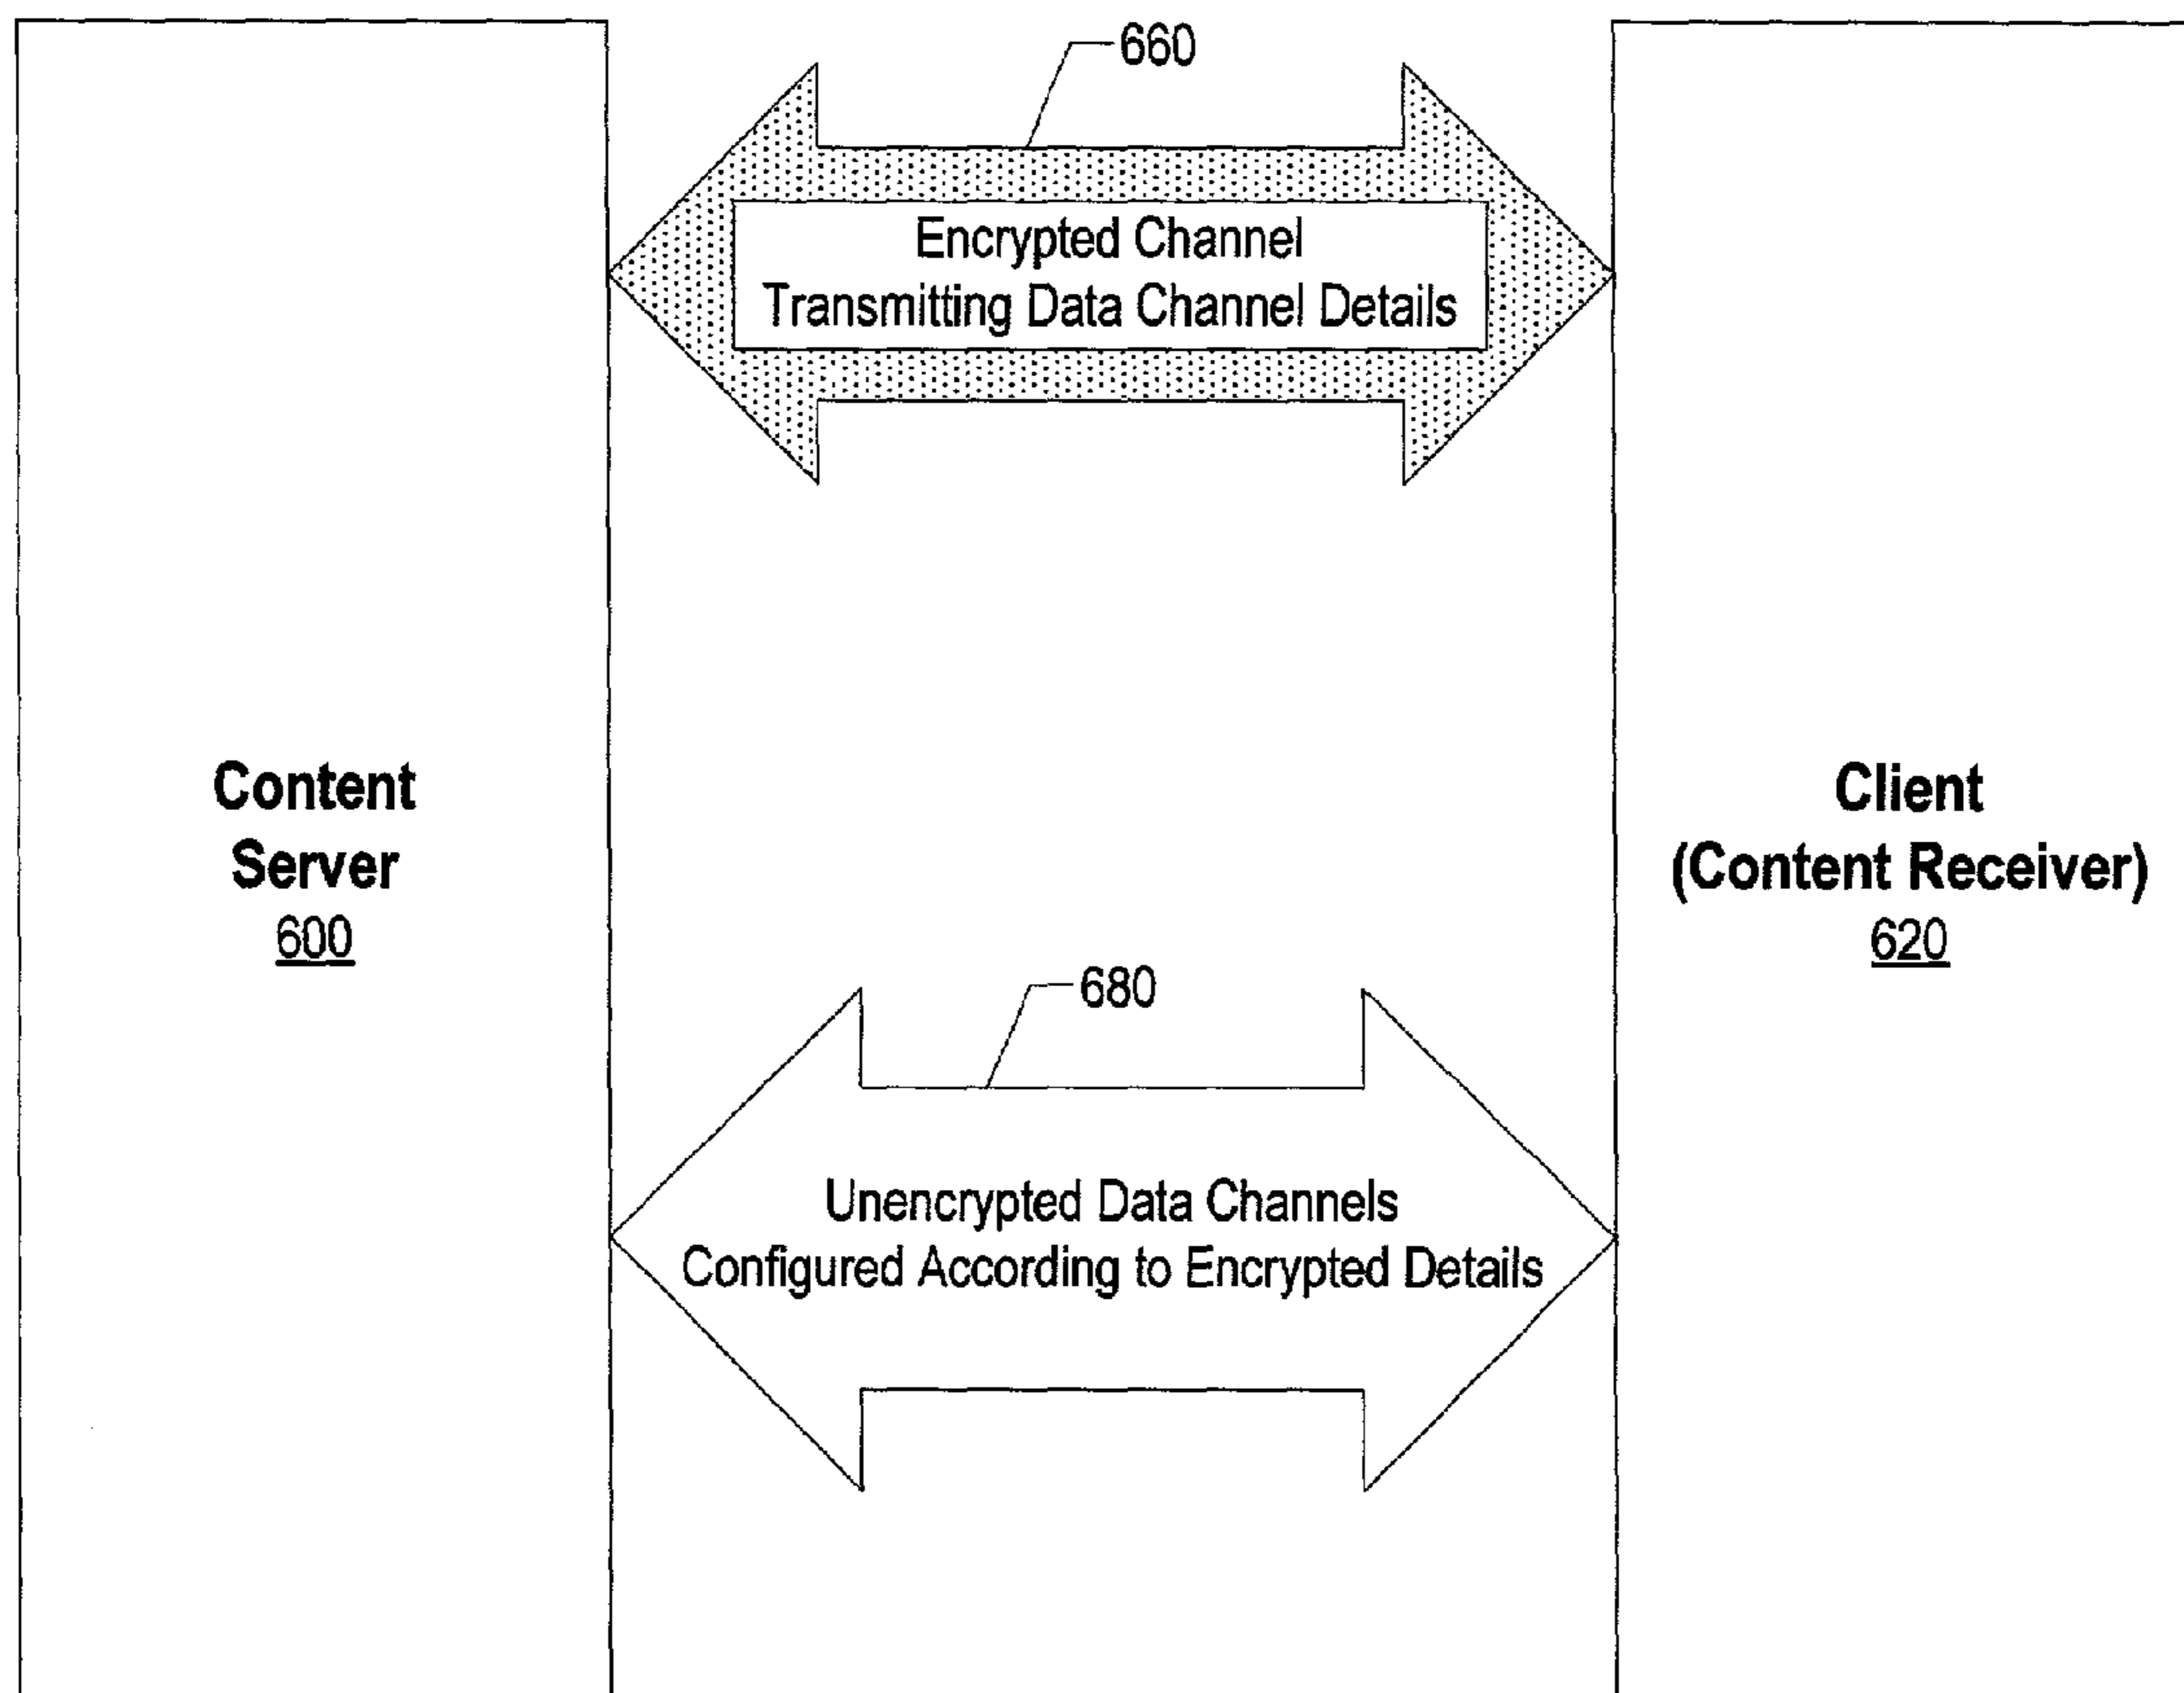 660
Encrypted Channel
Transmitting Data Channel Details
Content
Server
600
Client
(Content Receiver)
620
680
Unencrypted Data Channels
Configured According to Encrypted Details